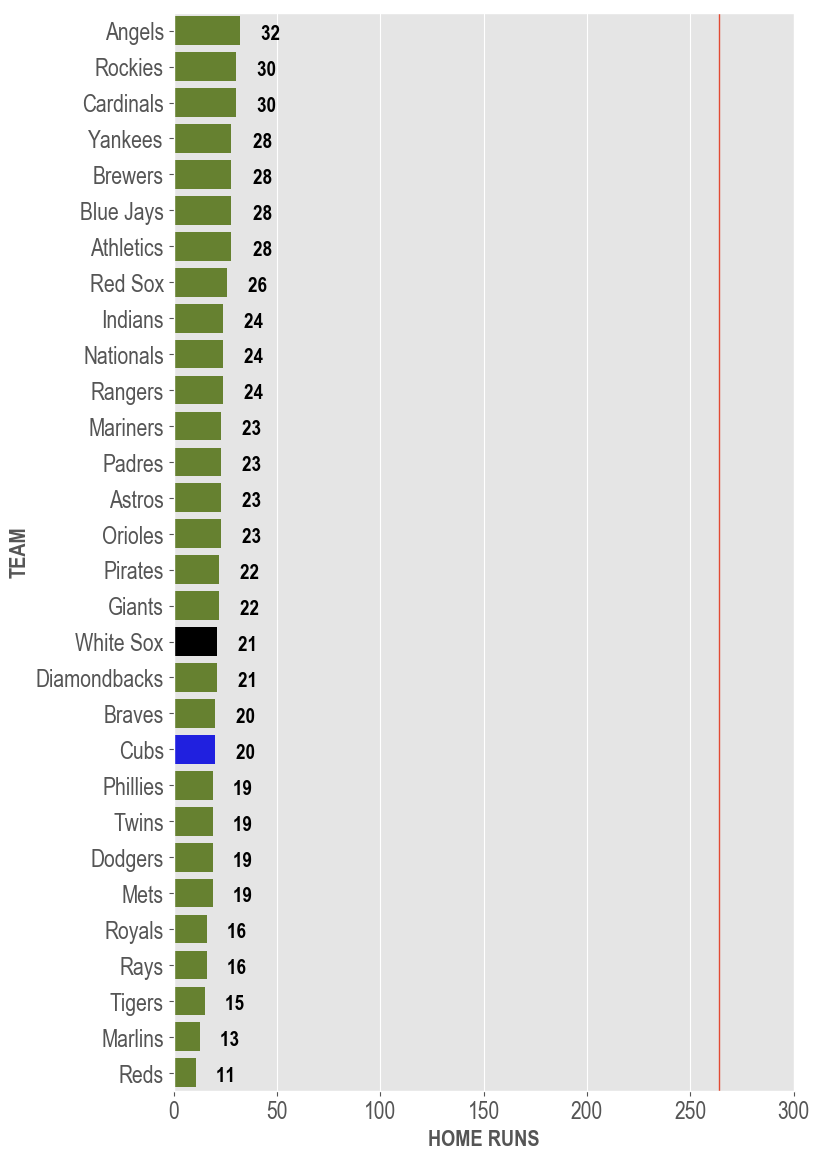 Angels 32
Rockies 30
Cardinals 30
Yankees 28
Brewers 28
Blue Jays 28
Athletics 28
Red Sox 26
Indians 24
Nationals 24
Rangers 24
Mariners 23
Padres 23
Astros 23
Orioles 23
TEAM
Pirates 22
Giants 22
White Sox 21
Diamondbacks 21
Braves 20
Cubs 20
Phillies 19
Twins 19
Dodgers 19
Mets 19
Royals 16
Rays 16
Tigers 15
Marlins 13
Reds 11
0 50 100 150 200 250 300
HOME RUNS